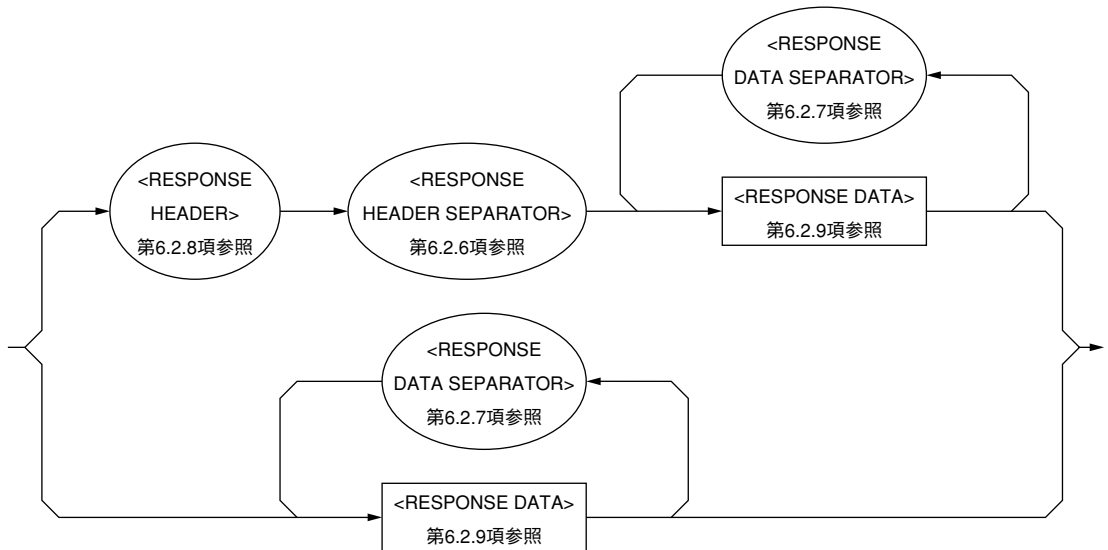 <RESPONSE
DATA SEPARATOR>
第6.2.7項参照
<RESPONSE
HEADER>
第6.2.8項参照
<RESPONSE
HEADER SEPARATOR>
第6.2.6項参照
<RESPONSE DATA>
第6.2.9項参照
<RESPONSE
DATA SEPARATOR>
第6.2.7項参照
<RESPONSE DATA>
第6.2.9項参照